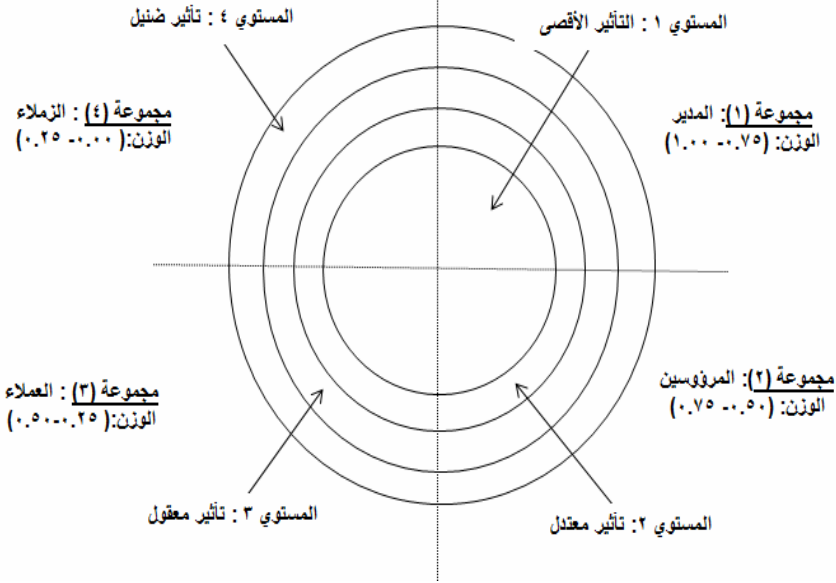 المستوي ١ : التأثير الأقصى
المستوي ٤ : تأثير ضئيل
مجموعة (١): المدير
الوزن: (٠.٧٥- ١.٠٠)
مجموعة (٤) : الزملاء
الوزن:( ٠.٠٠- ٠.٢٥)
مجموعة (٢): المرؤوسين
الوزن: (٠.٥٠- ٠.٧٥)
مجموعة (٣) : العملاء
الوزن:( ٠.٢٥-٠.٥٠)
المستوي ٢: تأثير معتدل
المستوي ٣ : تأثير معقول